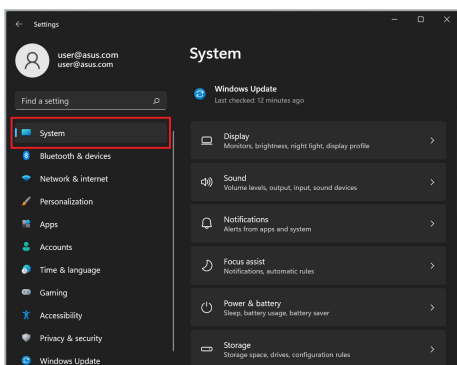 Settings
user@asus.com
user@asus.com
Find a setting
System
Bluetooth & devices
Network & internet
Personalization
Apps
Accounts
Time & language
Gaming
Accessibility
Privacy & security
Windows Update
System
Windows Update
Last checked: 12 minutes ago
Display
Monitors, brightness, night light, display profile
Sound
Volume levels, output, input, sound devices
Notifications
Alerts from apps and system
Focus assist
Notifications, automatic rules
Power & battery
Sleep, battery usage, battery saver
Storage
Storage space, drives, configuration rules